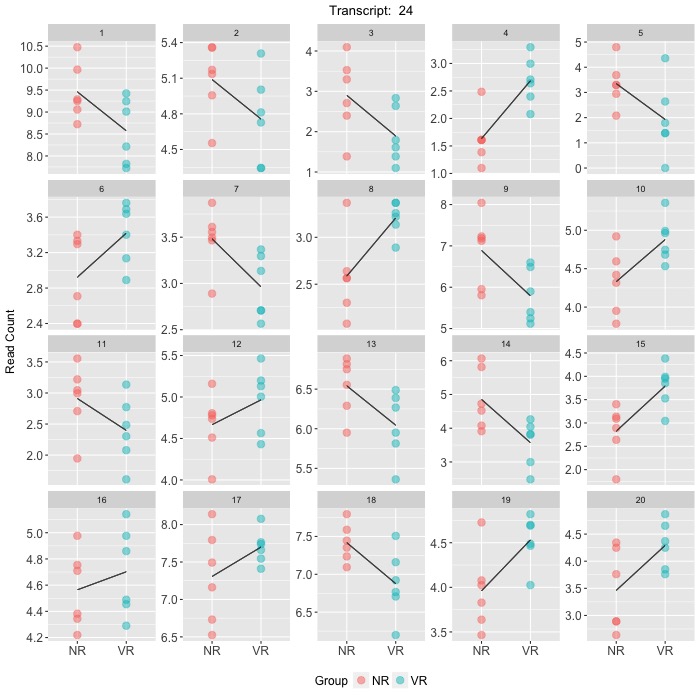 Transcript: 24
1 2 3 4 5
10.5 10.0 9.5 9.0 8.5 8.0
5.4 5.1 4.8 4.5
4 3 2 1
3.0 2.5 2.0 1.5 1.0
5 4 3 2 1 0
6 7 8 9 10
3.6 3.2 2.8 2.4
3.5 3.0 2.5
3.0 2.5
8 7 6 5
5.0 4.5 4.0
Read Count
11 12 13 14 15
3.5 3.0 2.5 2.0
5.5 5.0 4.5 4.0
6.5 6.0 5.5
6 5 4 3
4.5 4.0 3.5 3.0 2.5 2.0
16 17 18 19 20
5.0 4.8 4.6 4.4 4.2
8.0 7.5 7.0 6.5
7.5 7.0 6.5
4.5 4.0 3.5
4.5 4.0 3.5 3.0
NR VR NR VR NR VR NR VR NR VR
Group NR VR